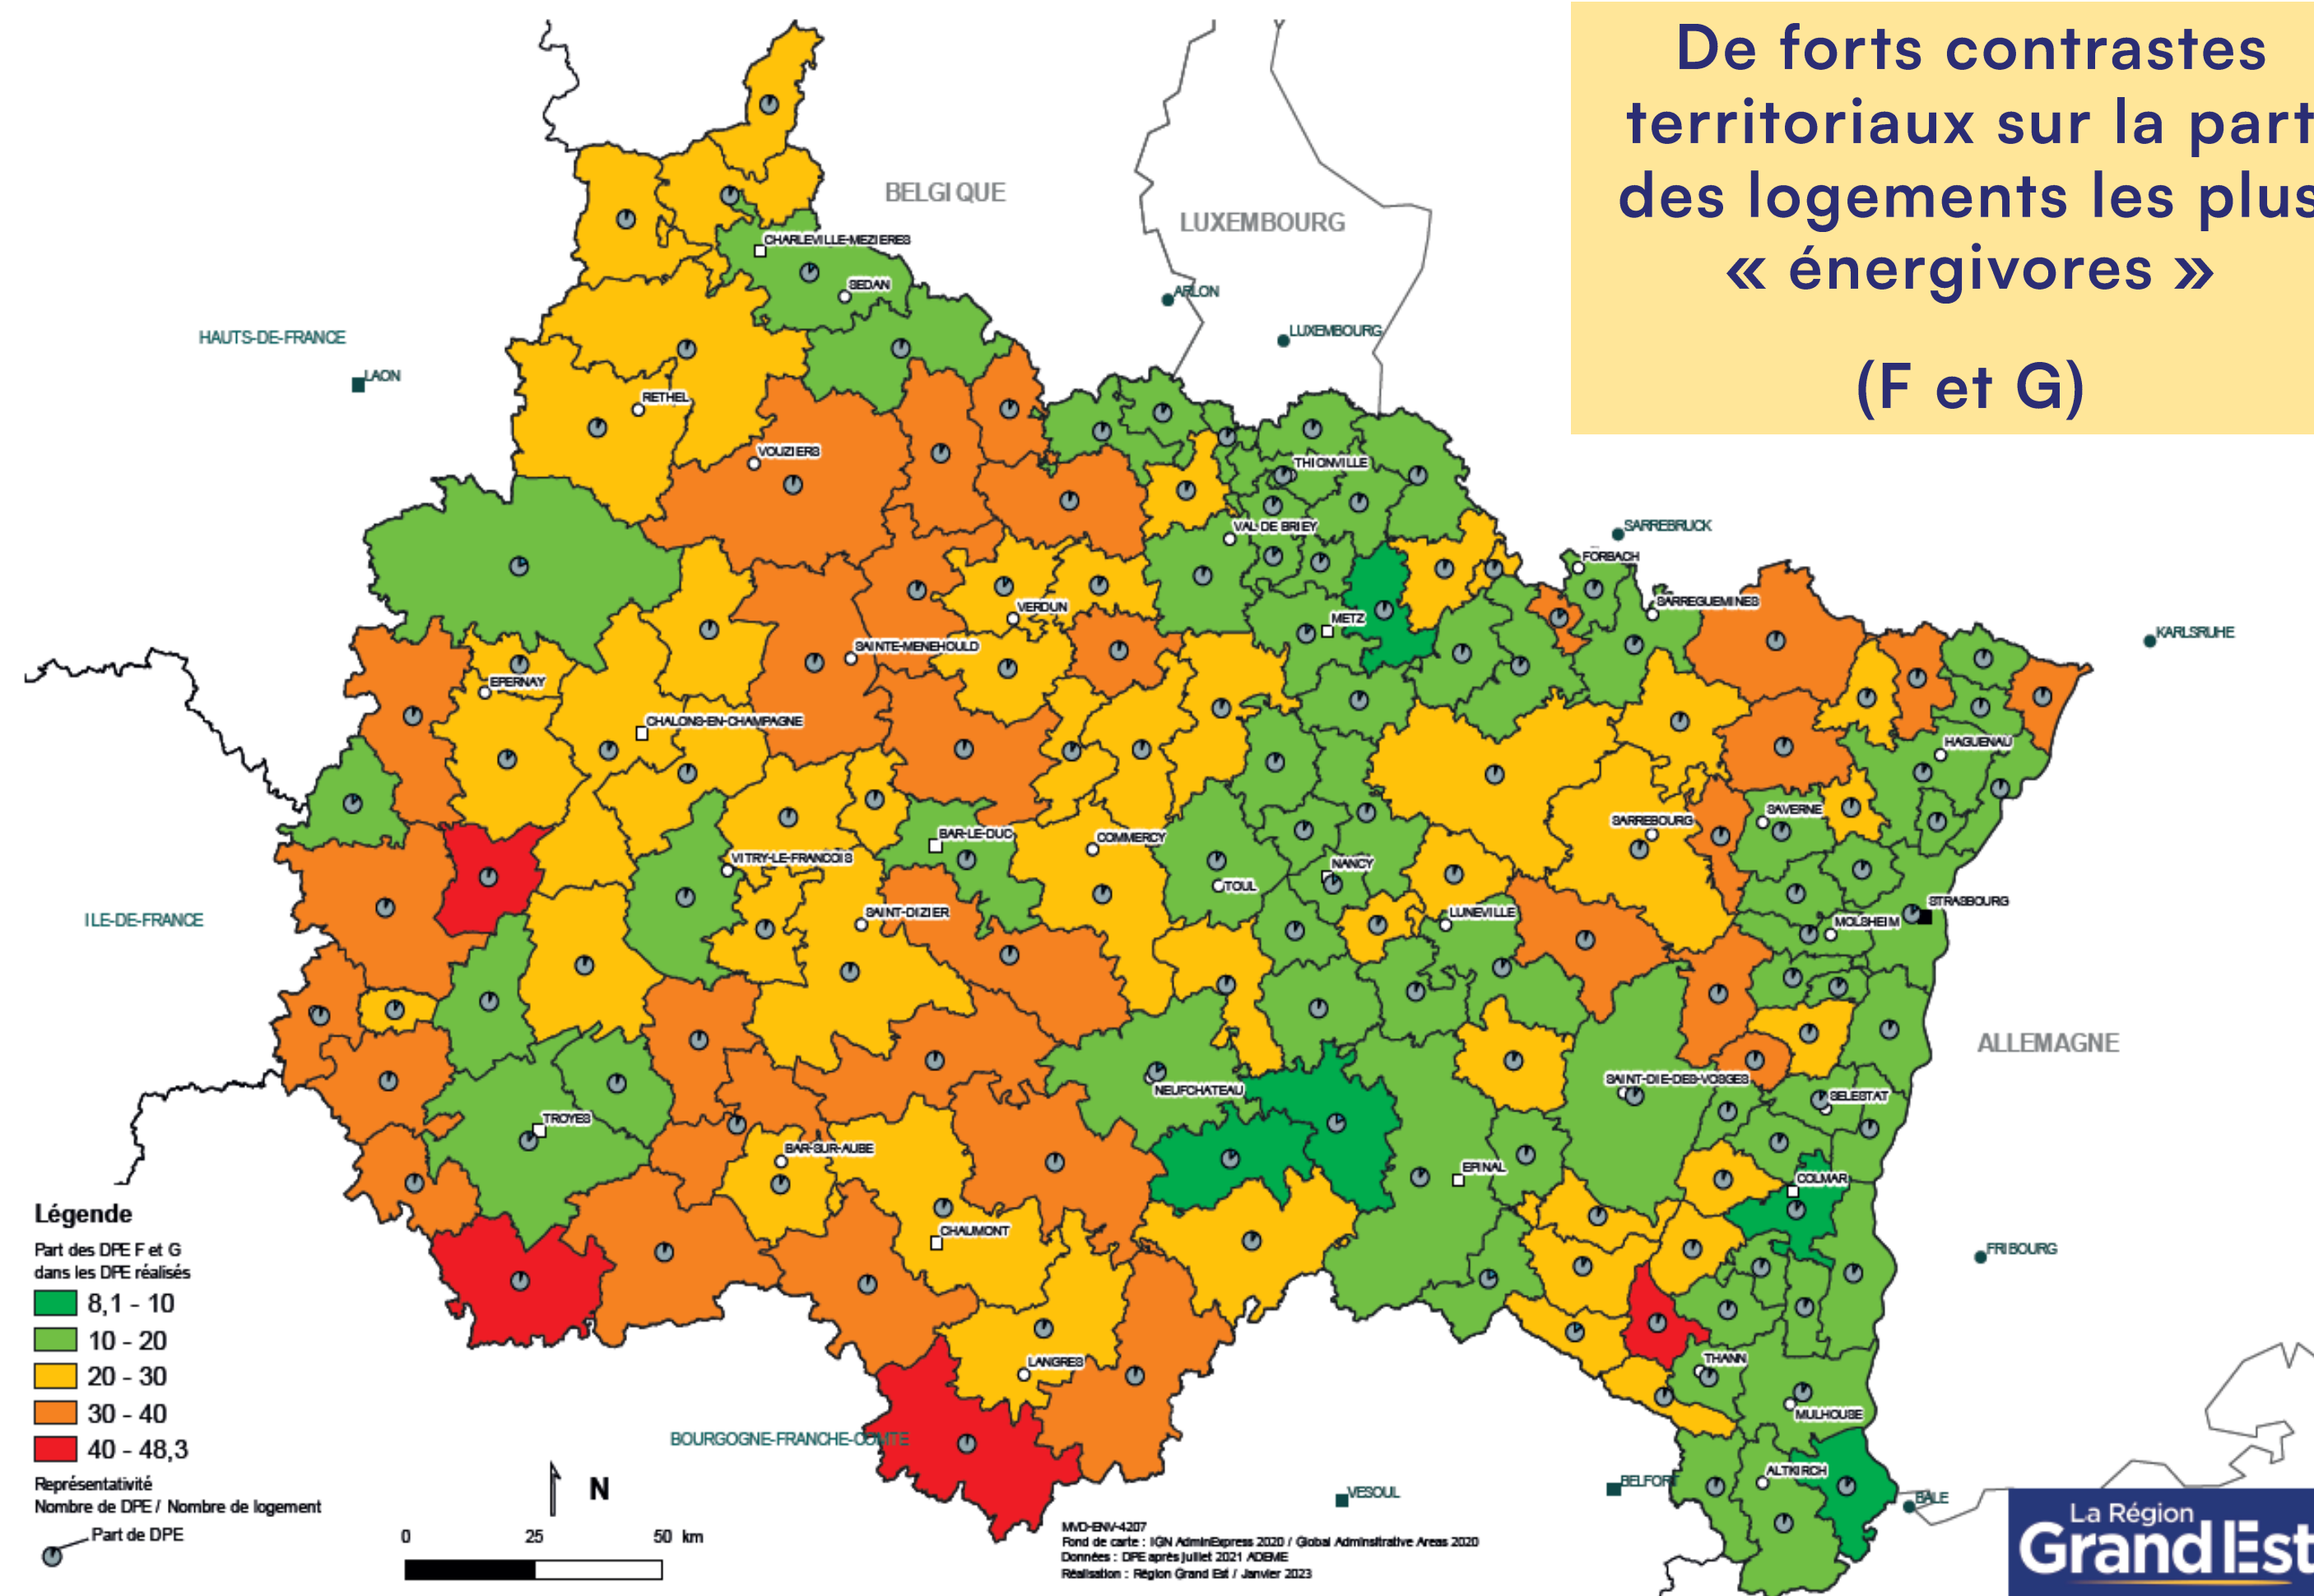 De forts contrastes
territoriaux sur la part
des logements les plus
« énergivores »
(F et G)
BELGIQUE
LUXEMBOURG
CHARLEVILLE-MEZIERES
SEDAN
ARLON
LUXEMBOURG
HAUTS-DE-FRANCE
LAON
RETHEL
VOUZIERS
THIONVILLE
VAL DE BRIEY
SARREBRUCK
FORBACH
SARREGUEMINES
VERDUN
METZ
KARLSRUHE
SAINTE-MENEHOULD
EPERNAY
CHALONS-EN-CHAMPAGNE
HAGUENAU
SAVERNE
SARREBOURG
BAR-LE-DUC
COMMERCY
VITRY-LE-FRANCOIS
NANCY
TOUL
ILE-DE-FRANCE
SAINT-DIZIER
LUNEVILLE
STRASBOURG
MOLSHEIM
ALLEMAGNE
NEUFCHATEAU
SAINT-DIE-DES-VOSGES
SELESTAT
TROYES
BAR-SUR-AUBE
EPINAL
COLMAR
CHAUMONT
FRIBOURG
LANGRES
THANN
MULHOUSE
BOURGOGNE-FRANCHE-COMTE
ALTKIRCH
VESOUL
BELFORT
BALE
Légende
Part des DPE F et G
dans les DPE réalisés
8,1 - 10
10 - 20
20 - 30
30 - 40
40 - 48,3
Représentativité
Nombre de DPE / Nombre de logement
Part de DPE
N
0 25 50 km
MVD-ENV-4207
Fond de carte : IGN AdminExpress 2020 / Global Adminsitrative Areas 2020
Données : DPE après juillet 2021 ADEME
Réalisation : Région Grand Est / Janvier 2023
La Région
Grand Est